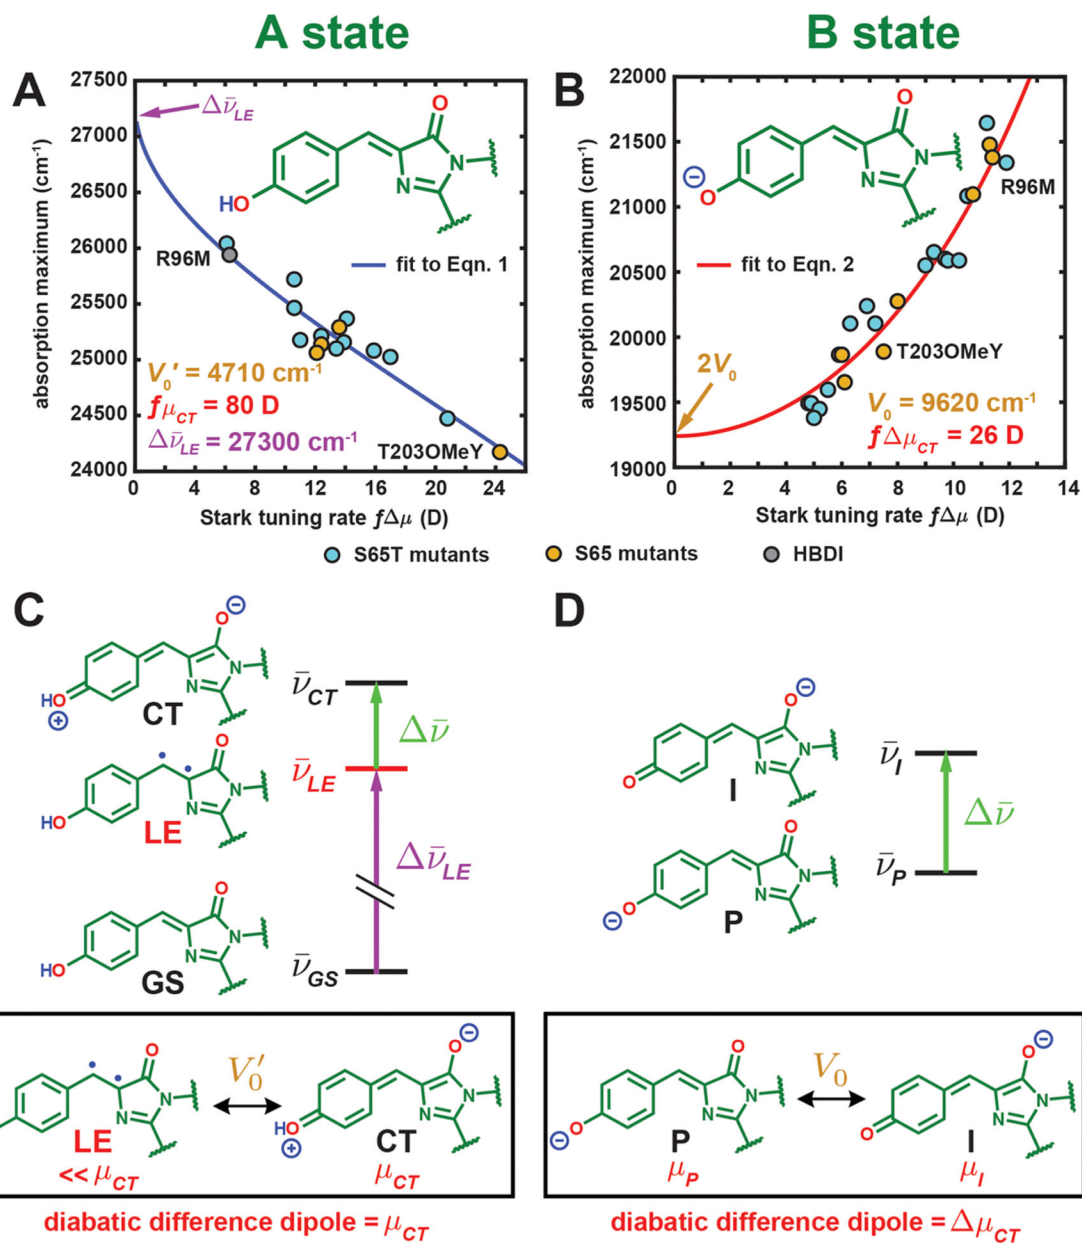 A state
B state
A
27500
27000
26500
26000
25500
25000
24500
24000
absorption maximum (cm⁻¹)
Δν̄LE
O
N
N
HO
R96M
fit to Eqn. 1
V₀′ = 4710 cm⁻¹
fμCT = 80 D
Δν̄LE = 27300 cm⁻¹
T203OMeY
0 4 8 12 16 20 24
Stark tuning rate fΔμ (D)
B
22000
21500
21000
20500
20000
19500
19000
absorption maximum (cm⁻¹)
O
N
N
⊖
O
R96M
fit to Eqn. 2
T203OMeY
2V₀
V₀ = 9620 cm⁻¹
fΔμCT = 26 D
0 2 4 6 8 10 12 14
Stark tuning rate fΔμ (D)
S65T mutants S65 mutants HBDI
C
⊖
O
N
N
HO
⊕
CT
ν̄CT
Δν̄
O
N
N
HO
LE
ν̄LE
Δν̄LE
O
N
N
HO
GS
ν̄GS
D
⊖
O
N
N
O
I
ν̄I
Δν̄
O
N
N
O
⊖
P
ν̄P
O
N
N
LE
<< μCT
V₀′
⊖
O
N
N
HO
⊕
CT
μCT
diabatic difference dipole = μCT
O
N
N
O
⊖
P
μP
V₀
⊖
O
N
N
O
I
μI
diabatic difference dipole = ΔμCT